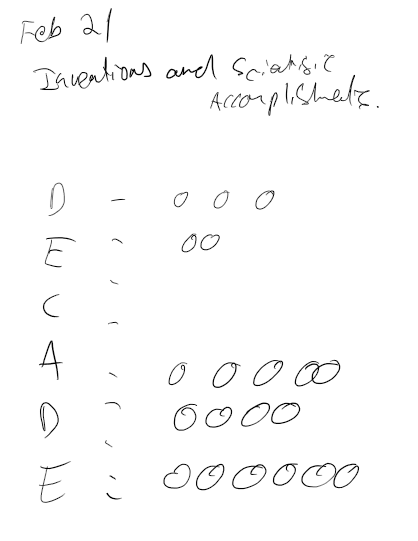 Feb 21
Inventions and Scientific
Accomplishments.
D - O O O
E - O O
C -
A - O O O O O
D - O O O O
E - O O O O O O